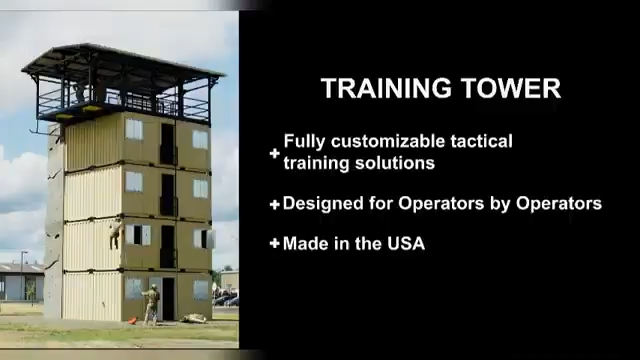 TRAINING TOWER
+ Fully customizable tactical
training solutions
+ Designed for Operators by Operators
+ Made in the USA